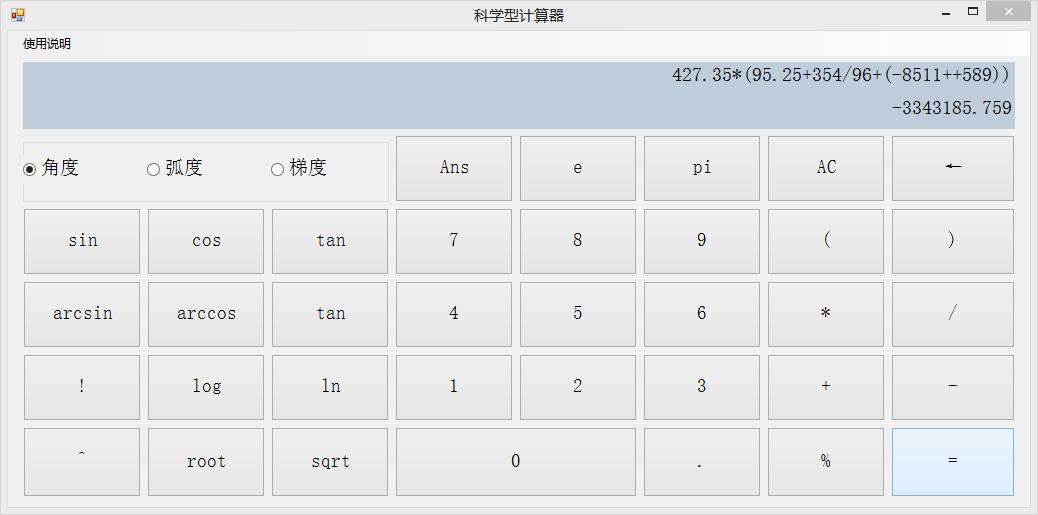 科学型计算器
使用说明
427.35*(95.25+354/96+(-8511++589))
-3343185.759
角度 弧度 梯度 Ans e pi AC ←
sin cos tan 7 8 9 ( )
arcsin arccos tan 4 5 6 * /
! log ln 1 2 3 + -
^ root sqrt 0 . % =